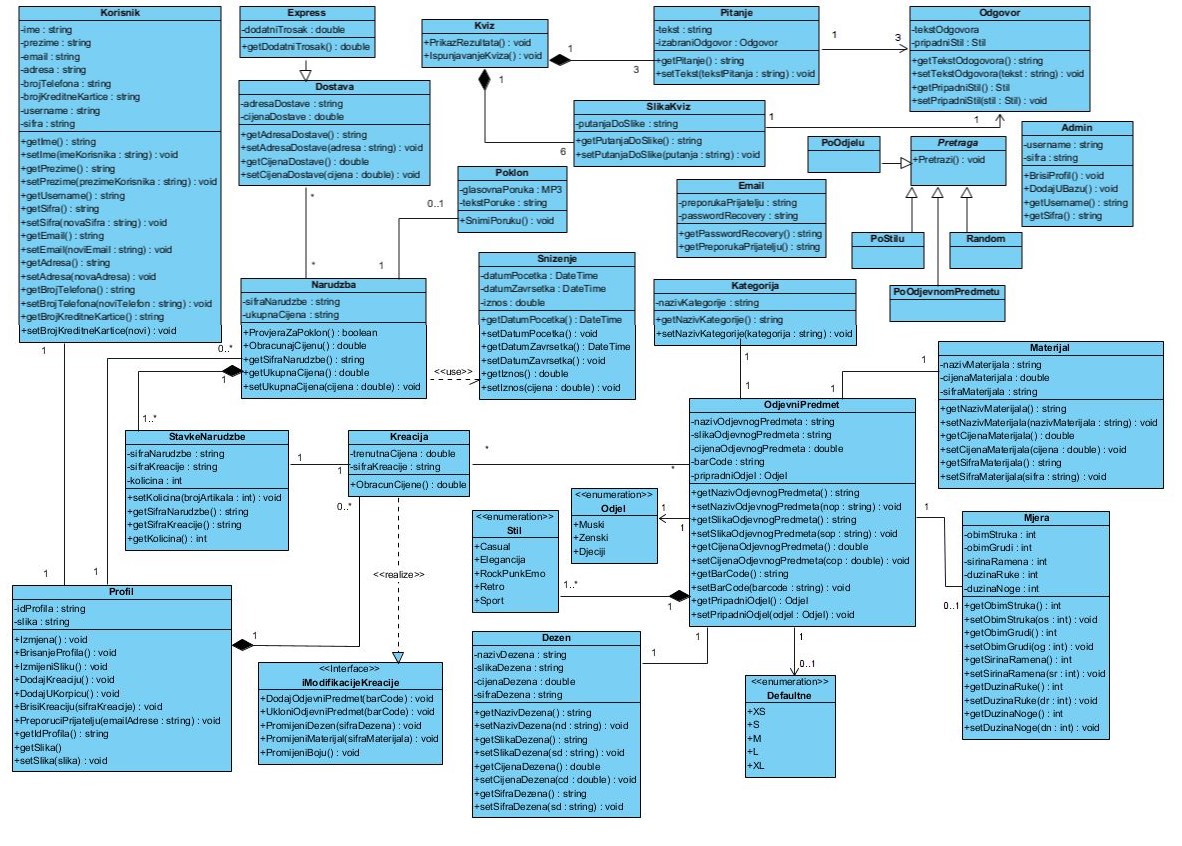 Korisnik
-ime : string
-prezime : string
-email : string
-adresa : string
-brojTelefona : string
-brojKreditneKartice : string
-username : string
-sifra : string
+getIme() : string
+setIme(imeKorisnika : string) : void
+getPrezime() : string
+setPrezime(prezimeKorisnika : string) : void
+getUsername() : string
+getSifra() : string
+setSifra(novaSifra : string) : void
+getEmail() : string
+setEmail(noviEmail : string) : void
+getAdresa() : string
+setAdresa(novaAdresa) : void
+getBrojTelefona() : string
+setBrojTelefona(noviTelefon : string) : void
+getBrojKreditneKartice() : string
+setBrojKreditneKartice(novi) : void
Express
-dodatniTrosak : double
+getDodatniTrosak() : double
Dostava
-adresaDostave : string
-cijenaDostave : double
+getAdresaDostave() : string
+setAdresaDostave(adresa : string) : void
+getCijenaDostave() : double
+setCijenaDostave(cijena : double) : void
*
*
Kviz
+PrikazRezultata() : void
+IspunjavanjeKviza() : void
1
3
1
6
Pitanje
-tekst : string
-izabraniOdgovor : Odgovor
+getPitanje() : string
+setTekst(tekstPitanja : string) : void
1
3
Odgovor
-tekstOdgovora
-pripadniStil : Stil
+getTekstOdogovora() : string
+setTekstOdgovora(tekst : string) : void
+getPripadniStil() : Stil
+setPripadniStil(stil : Stil) : void
SlikaKviz
-putanjaDoSlike : string
+getPutanjaDoSlike() : string
+setPutanjaDoSlike(putanja : string) : void
1
1
Poklon
-glasovnaPoruka : MP3
-tekstPoruke : string
+SnimiPoruku() : void
0..1
1
PoOdjelu
Pretraga
+Pretrazi() : void
PoStilu
Random
PoOdjevnomPredmetu
Admin
-username : string
-sifra : string
+BrisiProfil() : void
+DodajUBazu() : void
+getUsername() : string
+getSifra() : string
Email
-preporukaPrijatelju : string
-passwordRecovery : string
+getPasswordRecovery() : string
+getPreporukaPrijatelju() : string
Narudzba
-sifraNarudzbe : string
-ukupnaCijena : string
+ProvjeraZaPoklon() : boolean
+ObracunajCijenu() : double
+getSifraNarudzbe() : string
+getUkupnaCijena() : double
+setUkupnaCijena(cijena : double) : void
<<use>>
Snizenje
-datumPocetka : DateTime
-datumZavrsetka : DateTime
-iznos : double
+getDatumPocetka() : DateTime
+setDatumPocetka() : void
+getDatumZavrsetka() : DateTime
+setDatumZavrsetka() : void
+getIznos() : double
+setIznos(cijena : double) : void
Kategorija
-nazivKategorije : string
+getNazivKategorije() : string
+setNazivKategorije(kategorija : string) : void
1
1
Materijal
-nazivMaterijala : string
-cijenaMaterijala : double
-sifraMaterijala : string
+getNazivMaterijala() : string
+setNazivMaterijala(nazivMaterijala : string) : void
+getCijenaMaterijala() : double
+setCijenaMaterijala(cijena : double) : void
+getSifraMaterijala() : string
+setSifraMaterijala(sifra : string) : void
1
1
1
0..*
1
1..*
StavkeNarudzbe
-sifraNarudzbe : string
-sifraKreacije : string
-kolicina : int
+setKolicina(brojArtikala : int) : void
+getSifraNarudzbe() : string
+getSifraKreacije() : string
+getKolicina() : int
1
1
Kreacija
-trenutnaCijena : double
-sifraKreacije : string
+ObracunCijene() : double
*
*
0..*
<<realize>>
OdjevniPredmet
-nazivOdjevnogPredmeta : string
-slikaOdjevnogPredmeta : string
-cijenaOdjevnogPredmeta : double
-barCode : string
-pripradniOdjel : Odjel
+getNazivOdjevnogPredmeta() : string
+setNazivOdjevnogPredmeta(nop : string) : void
+getSlikaOdjevnogPredmeta() : string
+setSlikaOdjevnogPredmeta(sop : string) : void
+getCijenaOdjevnogPredmeta() : double
+setCijenaOdjevnogPredmeta(cop : double) : void
+getBarCode() : string
+setBarCode(barcode : string) : void
+getPripadniOdjel() : Odjel
+setPripadniOdjel(odjel : Odjel) : void
<<enumeration>>
Odjel
+Muski
+Zenski
+Djeciji
1
1
<<enumeration>>
Stil
+Casual
+Elegancija
+RockPunkEmo
+Retro
+Sport
1..*
1
Mjera
-obimStruka : int
-obimGrudi : int
-sirinaRamena : int
-duzinaRuke : int
-duzinaNoge : int
+getObimStruka() : int
+setObimStruka(os : int) : void
+getObimGrudi() : int
+setObimGrudi(og : int) : void
+getSirinaRamena() : int
+setSirinaRamena(sr : int) : void
+getDuzinaRuke() : int
+setDuzinaRuke(dr : int) : void
+getDuzinaNoge() : int
+setDuzinaNoge(dn : int) : void
1
0..1
1
1
Profil
-idProfila : string
-slika : string
+Izmjena() : void
+BrisanjeProfila() : void
+IzmijeniSliku() : void
+DodajKreaciju() : void
+DodajUKorpicu() : void
+BrisiKreaciju(sifraKreacije) : void
+PreporuciPrijatelju(emailAdrese : string) : void
+getIdProfila() : string
+getSlika()
+setSlika(slika) : void
1
<<Interface>>
iModifikacijeKreacije
+DodajOdjevniPredmet(barCode) : void
+UkloniOdjevniPredmet(barCode) : void
+PromijeniDezen(sifraDezena) : void
+PromijeniMaterijal(sifraMaterijala) : void
+PromijeniBoju() : void
Dezen
-nazivDezena : string
-slikaDezena : string
-cijenaDezena : double
-sifraDezena : string
+getNazivDezena() : string
+setNazivDezena(nd : string) : void
+getSlikaDezena() : string
+setSlikaDezena(sd : string) : void
+getCijenaDezena() : double
+setCijenaDezena(cd : double) : void
+getSifraDezena() : string
+setSifraDezena(sd : string) : void
1
1
1
0..1
<<enumeration>>
Defaultne
+XS
+S
+M
+L
+XL